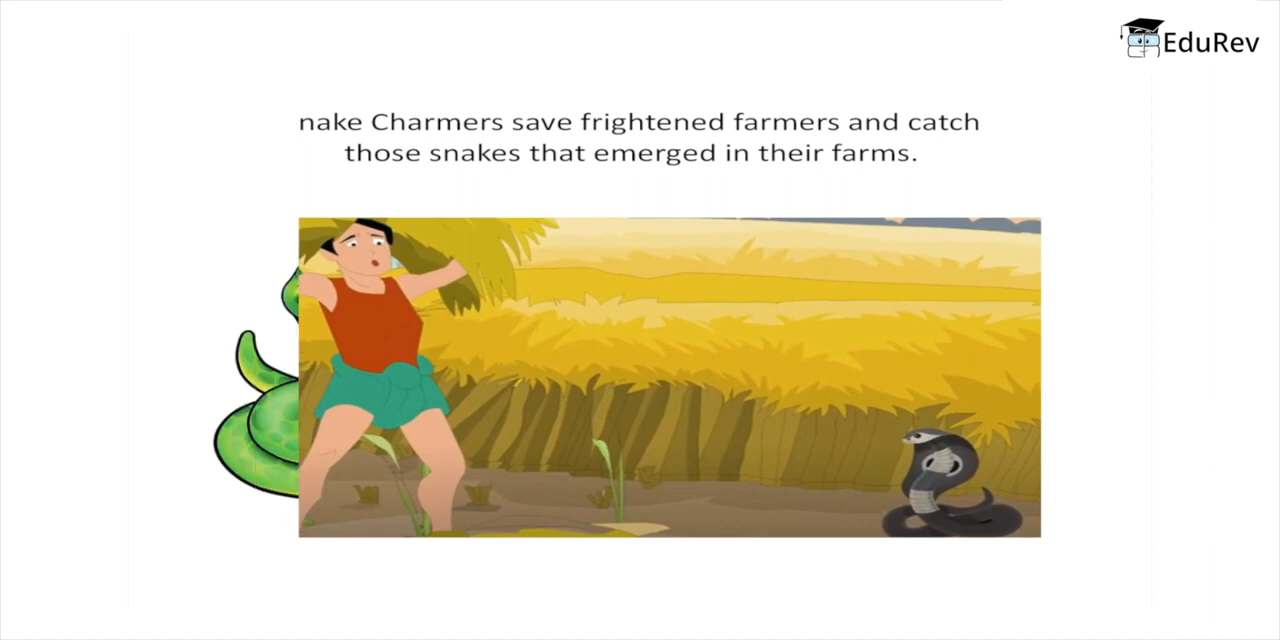 EduRev
nake Charmers save frightened farmers and catch
those snakes that emerged in their farms.